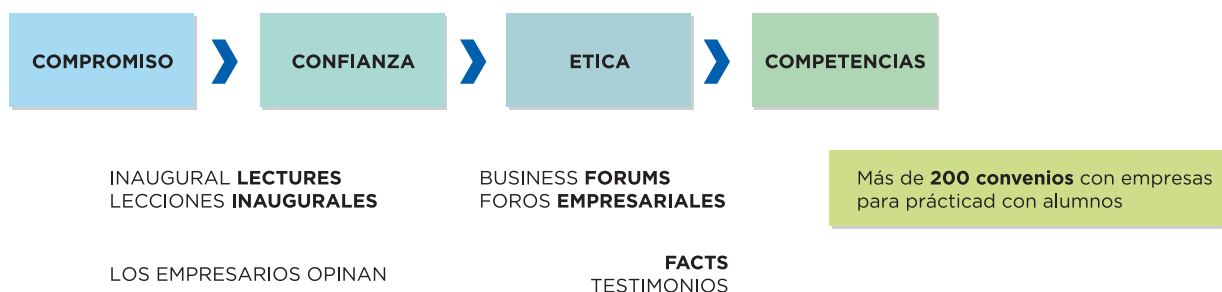 COMPROMISO
CONFIANZA
ETICA
COMPETENCIAS
INAUGURAL LECTURES
LECCIONES INAUGURALES
BUSINESS FORUMS
FOROS EMPRESARIALES
Más de 200 convenios con empresas
para prácticad con alumnos
LOS EMPRESARIOS OPINAN
FACTS
TESTIMONIOS